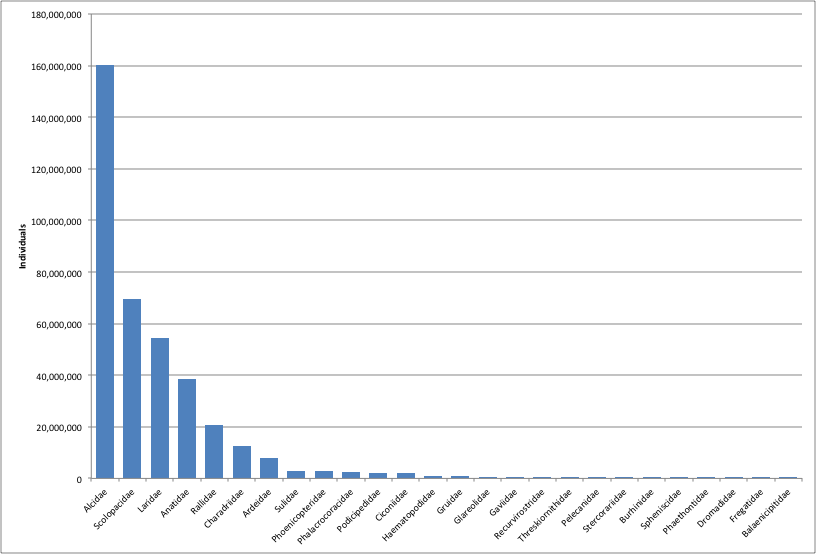 180,000,000
160,000,000
140,000,000
120,000,000
100,000,000
80,000,000
60,000,000
40,000,000
20,000,000
0
Individuals
Alcidae
Scolopacidae
Laridae
Anatidae
Rallidae
Charadriidae
Ardeidae
Sulidae
Phoenicopteridae
Phalacrocoracidae
Podicipedidae
Ciconiidae
Haematopodidae
Gruidae
Glareolidae
Gaviidae
Recurvirostridae
Threskiornithidae
Pelecanidae
Stercorariidae
Burhinidae
Spheniscidae
Phaethontidae
Dromadidae
Fregatidae
Balaenicipitidae